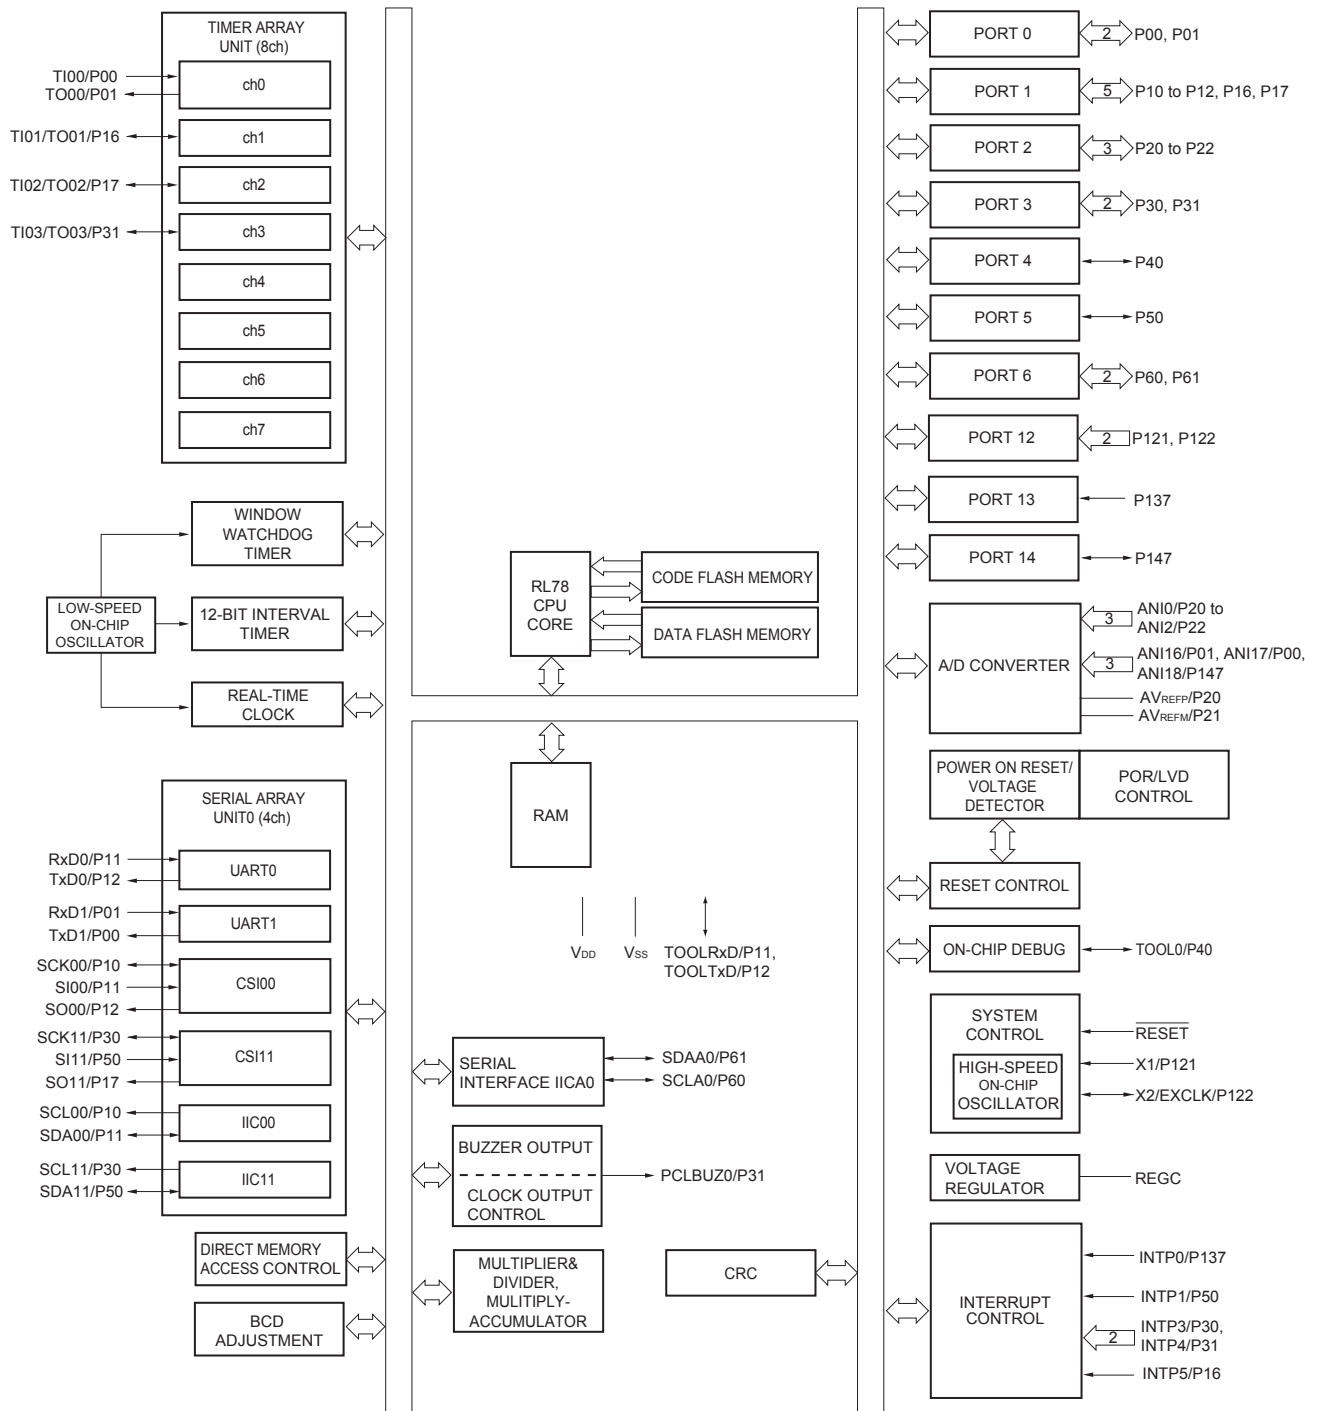 TIMER ARRAY
UNIT (8ch)
TI00/P00
TO00/P01
ch0
TI01/TO01/P16
ch1
TI02/TO02/P17
ch2
TI03/TO03/P31
ch3
ch4
ch5
ch6
ch7
WINDOW
WATCHDOG
TIMER
LOW-SPEED
ON-CHIP
OSCILLATOR
12-BIT INTERVAL
TIMER
REAL-TIME
CLOCK
SERIAL ARRAY
UNIT0 (4ch)
RxD0/P11
TxD0/P12
UART0
RxD1/P01
TxD1/P00
UART1
SCK00/P10
SI00/P11
SO00/P12
CSI00
SCK11/P30
SI11/P50
SO11/P17
CSI11
SCL00/P10
SDA00/P11
IIC00
SCL11/P30
SDA11/P50
IIC11
DIRECT MEMORY
ACCESS CONTROL
BCD
ADJUSTMENT
RL78
CPU
CORE
CODE FLASH MEMORY
DATA FLASH MEMORY
RAM
VDD
VSS
TOOLRxD/P11,
TOOLTxD/P12
SERIAL
INTERFACE IICA0
SDAA0/P61
SCLA0/P60
BUZZER OUTPUT
CLOCK OUTPUT
CONTROL
PCLBUZ0/P31
MULTIPLIER&
DIVIDER,
MULITIPLY-
ACCUMULATOR
CRC
PORT 0
2
P00, P01
PORT 1
5
P10 to P12, P16, P17
PORT 2
3
P20 to P22
PORT 3
2
P30, P31
PORT 4
P40
PORT 5
P50
PORT 6
2
P60, P61
PORT 12
2
P121, P122
PORT 13
P137
PORT 14
P147
A/D CONVERTER
3
ANI0/P20 to
ANI2/P22
3
ANI16/P01, ANI17/P00,
ANI18/P147
AVREFP/P20
AVREFM/P21
POWER ON RESET/
VOLTAGE
DETECTOR
POR/LVD
CONTROL
RESET CONTROL
ON-CHIP DEBUG
TOOL0/P40
SYSTEM
CONTROL
HIGH-SPEED
ON-CHIP
OSCILLATOR
RESET
X1/P121
X2/EXCLK/P122
VOLTAGE
REGULATOR
REGC
INTERRUPT
CONTROL
INTP0/P137
INTP1/P50
2
INTP3/P30,
INTP4/P31
INTP5/P16